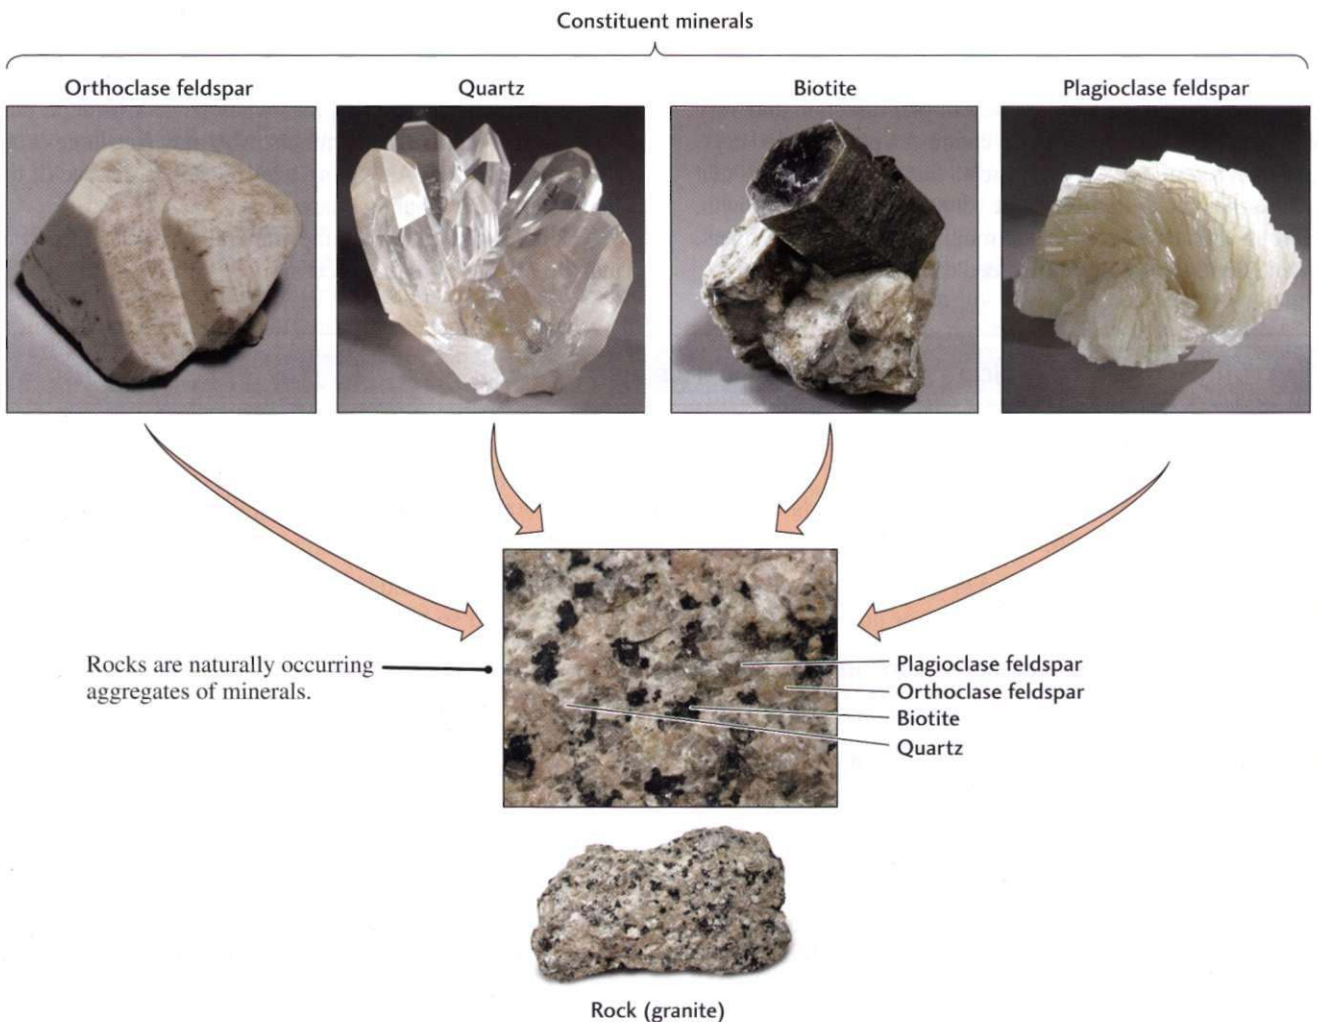 Constituent minerals
Orthoclase feldspar
Quartz
Biotite
Plagioclase feldspar
Rocks are naturally occurring
aggregates of minerals.
Plagioclase feldspar
Orthoclase feldspar
Biotite
Quartz
Rock (granite)